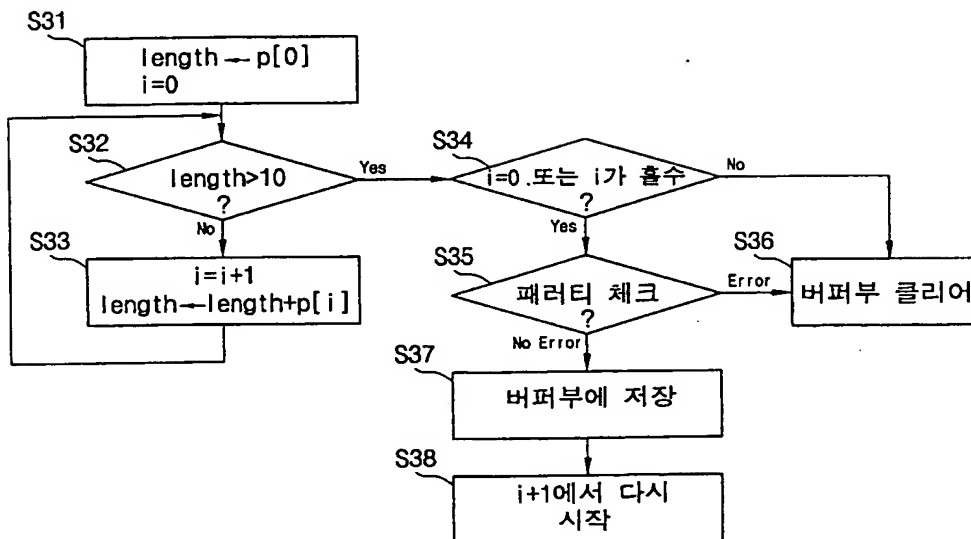 S31
length ← p[0]
i=0
S32
length>10
?
Yes
No
S33
i=i+1
length←length+p[i]
S34
i=0.또는 i가 홀수
?
No
Yes
S35
패러티 체크
?
Error
No Error
S36
버퍼부 클리어
S37
버퍼부에 저장
S38
i+1에서 다시
시작